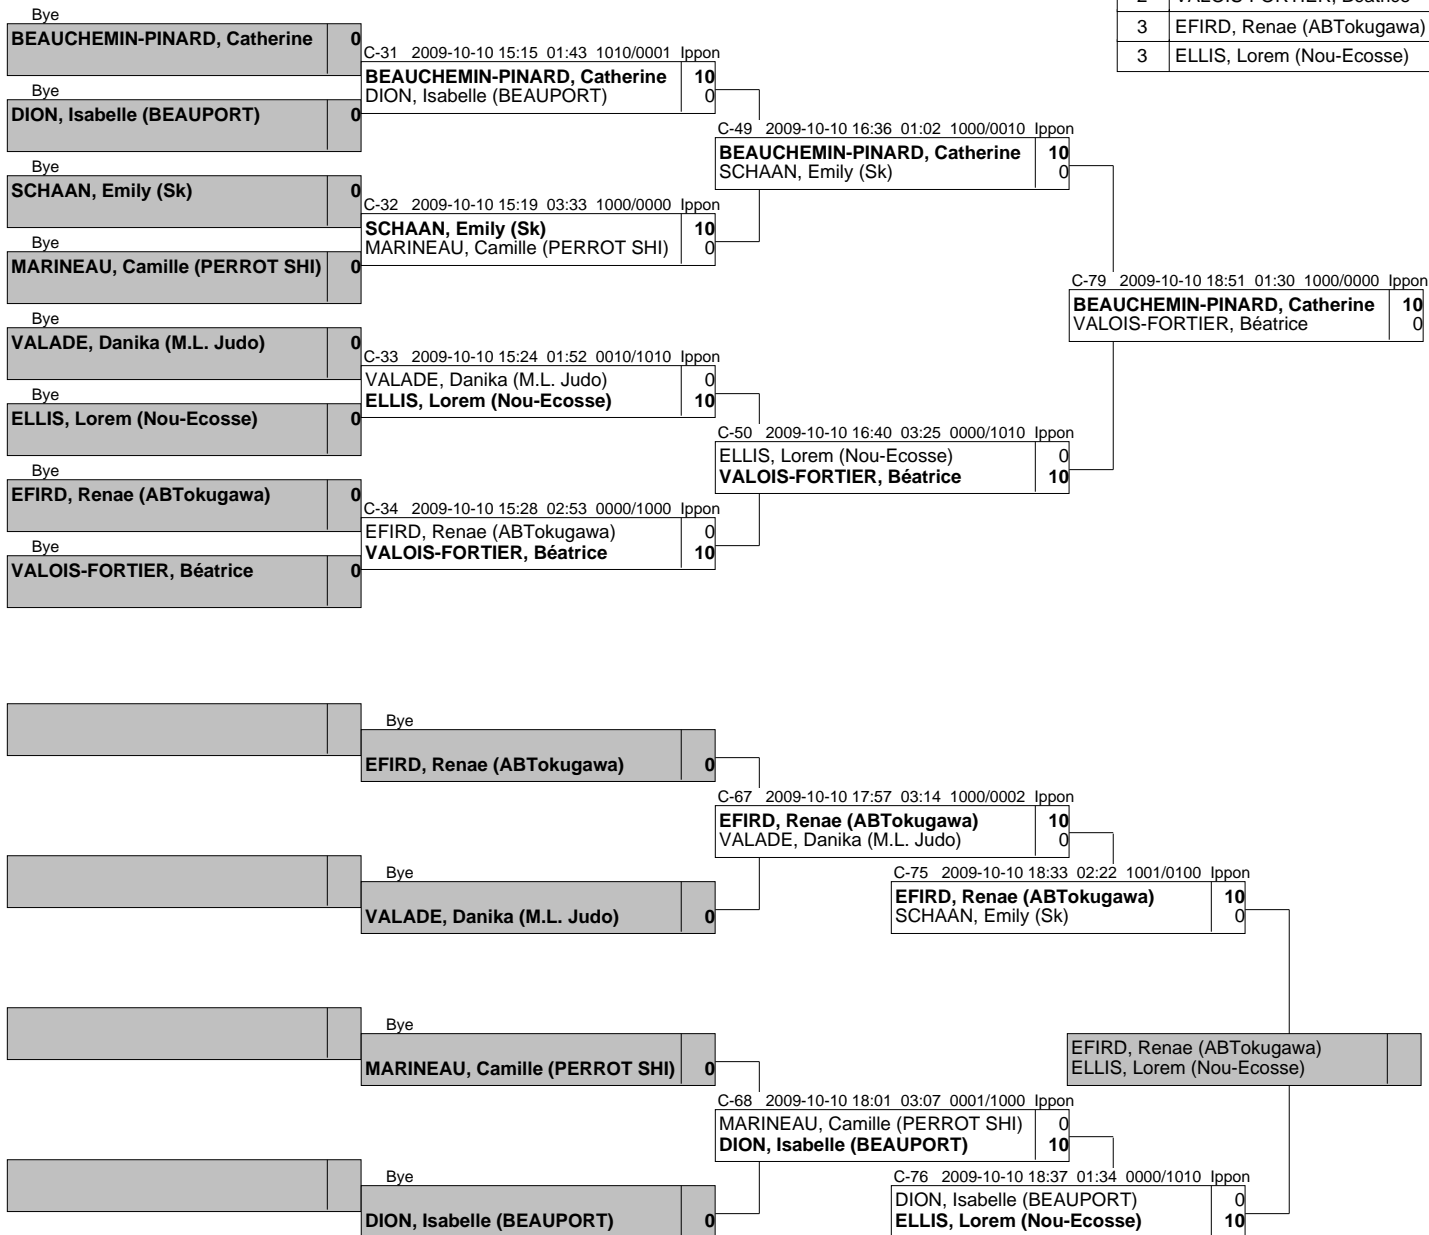 2 VALOIS-FORTIER, Béatrice
3 EFIRD, Renae (ABTokugawa)
3 ELLIS, Lorem (Nou-Ecosse)
Bye
BEAUCHEMIN-PINARD, Catherine 0
Bye
DION, Isabelle (BEAUPORT) 0
Bye
SCHAAN, Emily (Sk) 0
Bye
MARINEAU, Camille (PERROT SHI) 0
Bye
VALADE, Danika (M.L. Judo) 0
Bye
ELLIS, Lorem (Nou-Ecosse) 0
Bye
EFIRD, Renae (ABTokugawa) 0
Bye
VALOIS-FORTIER, Béatrice 0
C-31 2009-10-10 15:15 01:43 1010/0001 Ippon
BEAUCHEMIN-PINARD, Catherine 10
DION, Isabelle (BEAUPORT) 0
C-32 2009-10-10 15:19 03:33 1000/0000 Ippon
SCHAAN, Emily (Sk) 10
MARINEAU, Camille (PERROT SHI) 0
C-33 2009-10-10 15:24 01:52 0010/1010 Ippon
VALADE, Danika (M.L. Judo) 0
ELLIS, Lorem (Nou-Ecosse) 10
C-34 2009-10-10 15:28 02:53 0000/1000 Ippon
EFIRD, Renae (ABTokugawa) 0
VALOIS-FORTIER, Béatrice 10
C-49 2009-10-10 16:36 01:02 1000/0010 Ippon
BEAUCHEMIN-PINARD, Catherine 10
SCHAAN, Emily (Sk) 0
C-50 2009-10-10 16:40 03:25 0000/1010 Ippon
ELLIS, Lorem (Nou-Ecosse) 0
VALOIS-FORTIER, Béatrice 10
C-79 2009-10-10 18:51 01:30 1000/0000 Ippon
BEAUCHEMIN-PINARD, Catherine 10
VALOIS-FORTIER, Béatrice 0
Bye
EFIRD, Renae (ABTokugawa) 0
Bye
VALADE, Danika (M.L. Judo) 0
Bye
MARINEAU, Camille (PERROT SHI) 0
Bye
DION, Isabelle (BEAUPORT) 0
C-67 2009-10-10 17:57 03:14 1000/0002 Ippon
EFIRD, Renae (ABTokugawa) 10
VALADE, Danika (M.L. Judo) 0
C-68 2009-10-10 18:01 03:07 0001/1000 Ippon
MARINEAU, Camille (PERROT SHI) 0
DION, Isabelle (BEAUPORT) 10
C-75 2009-10-10 18:33 02:22 1001/0100 Ippon
EFIRD, Renae (ABTokugawa) 10
SCHAAN, Emily (Sk) 0
C-76 2009-10-10 18:37 01:34 0000/1010 Ippon
DION, Isabelle (BEAUPORT) 0
ELLIS, Lorem (Nou-Ecosse) 10
EFIRD, Renae (ABTokugawa)
ELLIS, Lorem (Nou-Ecosse)